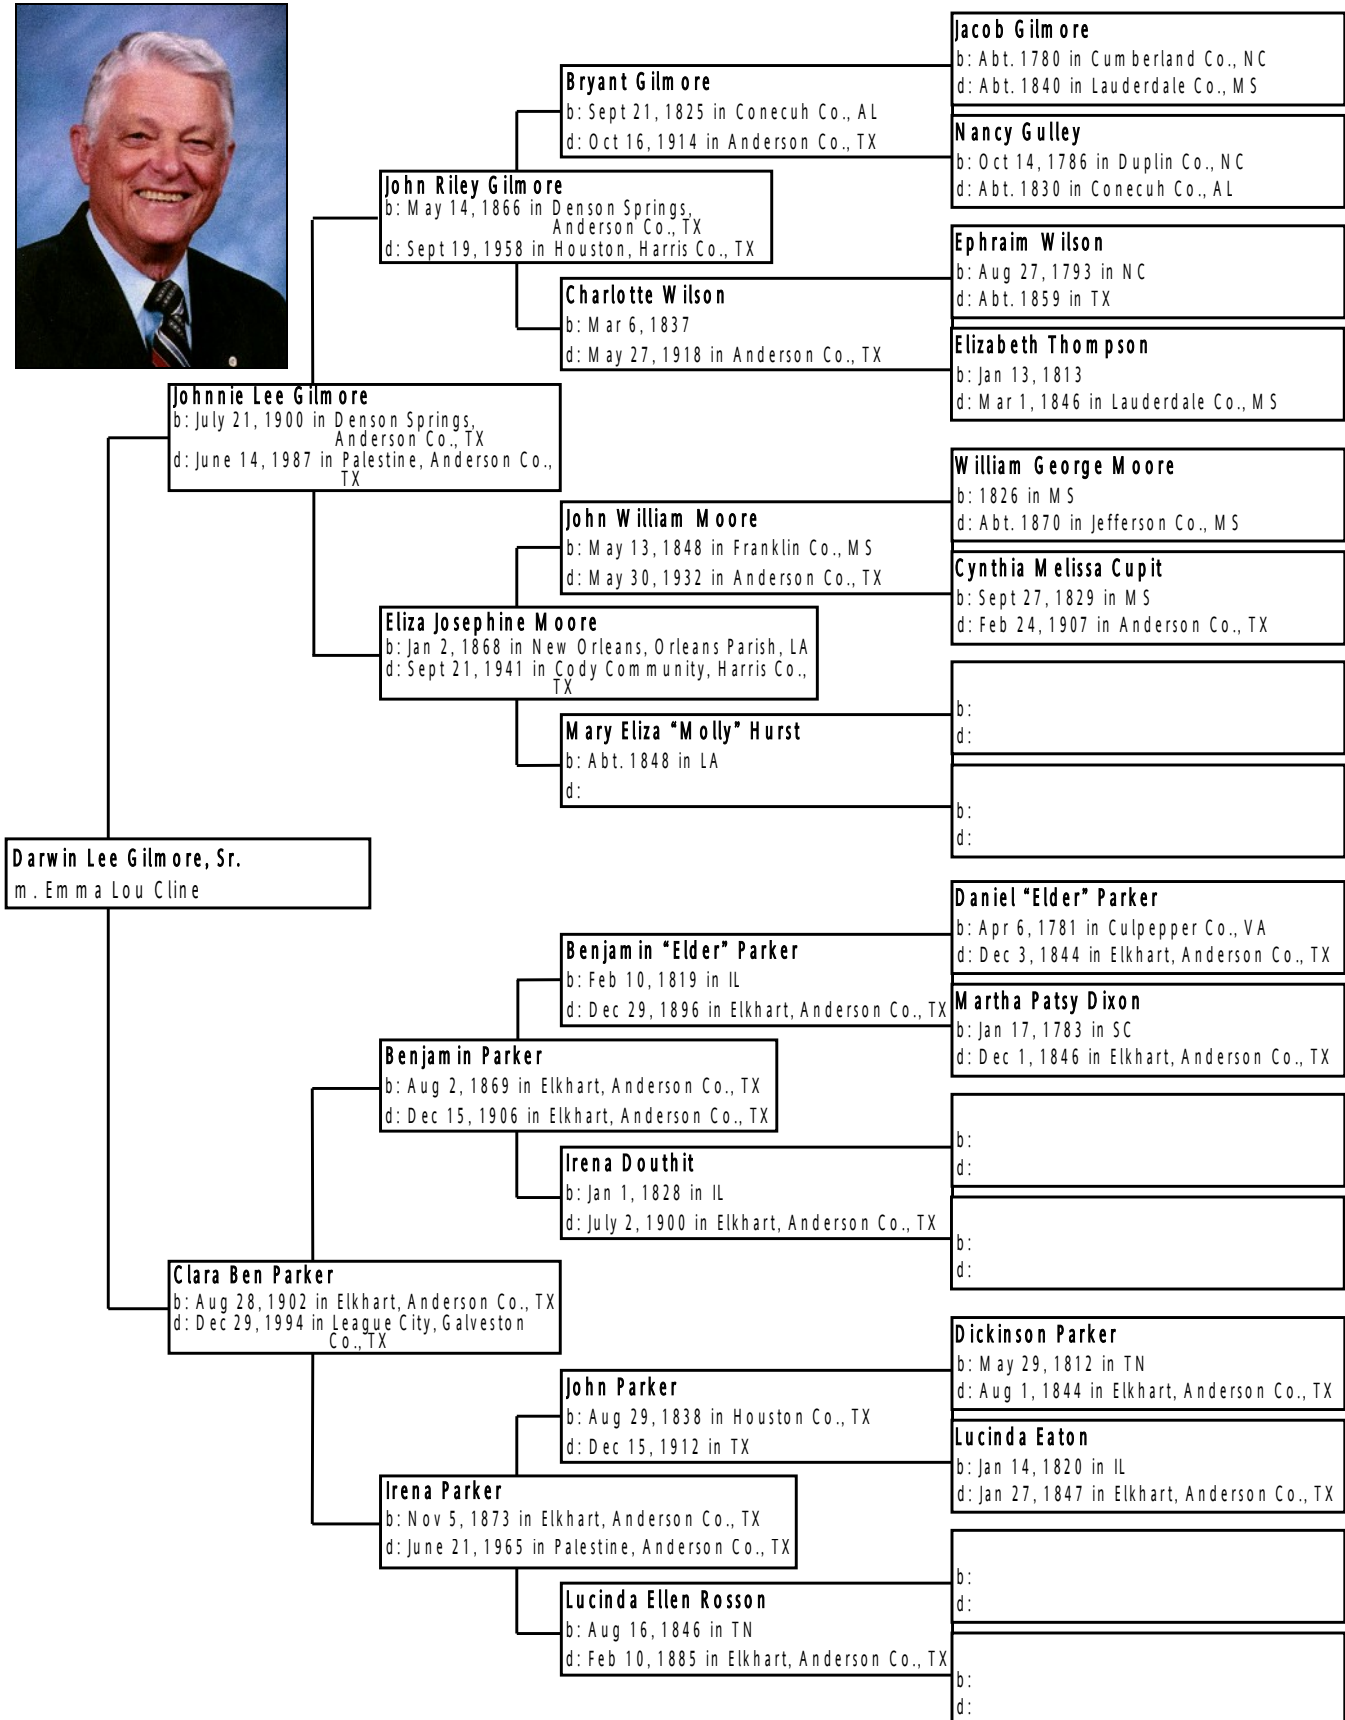 Jacob Gilmore
b: Abt. 1780 in Cumberland Co., NC
d: Abt. 1840 in Lauderdale Co., MS
Bryant Gilmore
b: Sept 21, 1825 in Conecuh Co., AL
d: Oct 16, 1914 in Anderson Co., TX
Nancy Gulley
b: Oct 14, 1786 in Duplin Co., NC
d: Abt. 1830 in Conecuh Co., AL
John Riley Gilmore
b: May 14, 1866 in Denson Springs,
Anderson Co., TX
d: Sept 19, 1958 in Houston, Harris Co., TX
Ephraim Wilson
b: Aug 27, 1793 in NC
d: Abt. 1859 in TX
Charlotte Wilson
b: Mar 6, 1837
d: May 27, 1918 in Anderson Co., TX
Elizabeth Thompson
b: Jan 13, 1813
d: Mar 1, 1846 in Lauderdale Co., MS
Johnnie Lee Gilmore
b: July 21, 1900 in Denson Springs,
Anderson Co., TX
d: June 14, 1987 in Palestine, Anderson Co.,
TX
William George Moore
b: 1826 in MS
d: Abt. 1870 in Jefferson Co., MS
John William Moore
b: May 13, 1848 in Franklin Co., MS
d: May 30, 1932 in Anderson Co., TX
Cynthia Melissa Cupit
b: Sept 27, 1829 in MS
d: Feb 24, 1907 in Anderson Co., TX
Eliza Josephine Moore
b: Jan 2, 1868 in New Orleans, Orleans Parish, LA
d: Sept 21, 1941 in Cody Community, Harris Co.,
TX
b:
d:
Mary Eliza “Molly” Hurst
b: Abt. 1848 in LA
d:
b:
d:
Darwin Lee Gilmore, Sr.
m. Emma Lou Cline
Daniel “Elder” Parker
b: Apr 6, 1781 in Culpepper Co., VA
d: Dec 3, 1844 in Elkhart, Anderson Co., TX
Benjamin “Elder” Parker
b: Feb 10, 1819 in IL
d: Dec 29, 1896 in Elkhart, Anderson Co., TX
Martha Patsy Dixon
b: Jan 17, 1783 in SC
d: Dec 1, 1846 in Elkhart, Anderson Co., TX
Benjamin Parker
b: Aug 2, 1869 in Elkhart, Anderson Co., TX
d: Dec 15, 1906 in Elkhart, Anderson Co., TX
b:
d:
Irena Douthit
b: Jan 1, 1828 in IL
d: July 2, 1900 in Elkhart, Anderson Co., TX
b:
d:
Clara Ben Parker
b: Aug 28, 1902 in Elkhart, Anderson Co., TX
d: Dec 29, 1994 in League City, Galveston
Co., TX
Dickinson Parker
b: May 29, 1812 in TN
d: Aug 1, 1844 in Elkhart, Anderson Co., TX
John Parker
b: Aug 29, 1838 in Houston Co., TX
d: Dec 15, 1912 in TX
Lucinda Eaton
b: Jan 14, 1820 in IL
d: Jan 27, 1847 in Elkhart, Anderson Co., TX
Irena Parker
b: Nov 5, 1873 in Elkhart, Anderson Co., TX
d: June 21, 1965 in Palestine, Anderson Co., TX
b:
d:
Lucinda Ellen Rosson
b: Aug 16, 1846 in TN
d: Feb 10, 1885 in Elkhart, Anderson Co., TX
b:
d: